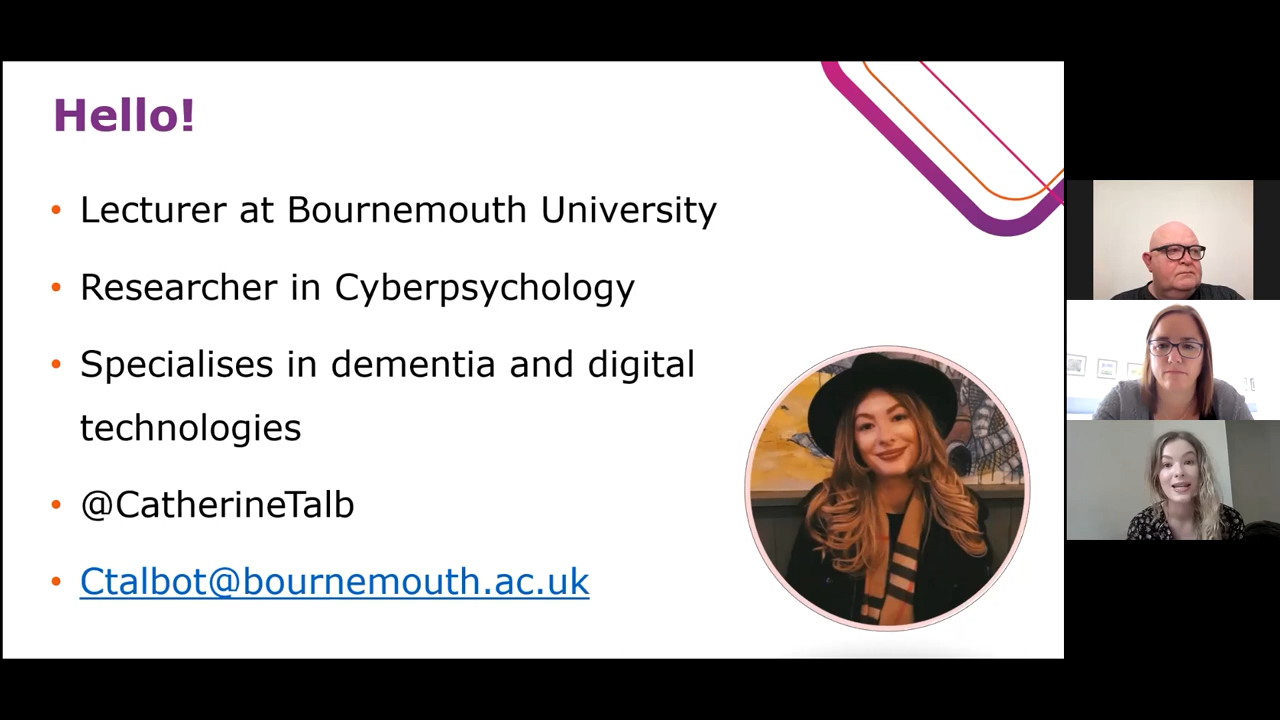 Hello!
• Lecturer at Bournemouth University
• Researcher in Cyberpsychology
• Specialises in dementia and digital
technologies
• @CatherineTalb
• Ctalbot@bournemouth.ac.uk